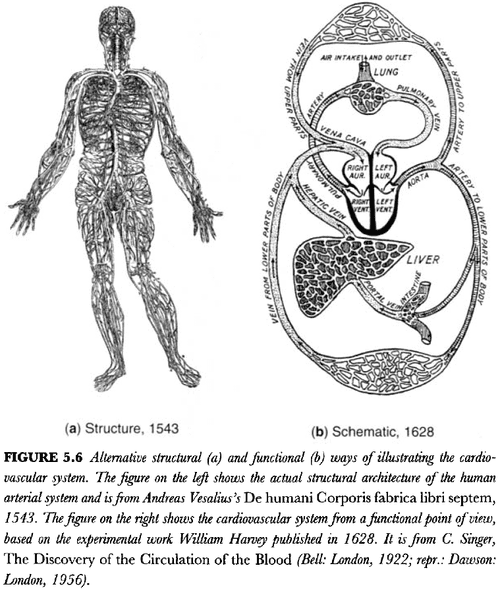 VEIN FROM UPPER PARTS
ARTERY TO UPPER PARTS
AIR INTAKE AND OUTLET
LUNG
ARTERY
PULMONARY VEIN
VENA CAVA
RIGHT
AUR.
LEFT
AUR.
PULMONARY
AORTA
RIGHT
VENT.
LEFT
VENT.
HEPATIC VEIN
VEIN FROM LOWER PARTS OF BODY
ARTERY TO LOWER PARTS OF BODY
LIVER
PORTAL VEIN
INTESTINE
(a) Structure, 1543
(b) Schematic, 1628
FIGURE 5.6 Alternative structural (a) and functional (b) ways of illustrating the cardio-
vascular system. The figure on the left shows the actual structural architecture of the human
arterial system and is from Andreas Vesalius's De humani Corporis fabrica libri septem,
1543. The figure on the right shows the cardiovascular system from a functional point of view,
based on the experimental work William Harvey published in 1628. It is from C. Singer,
The Discovery of the Circulation of the Blood (Bell: London, 1922; repr.: Dawson:
London, 1956).